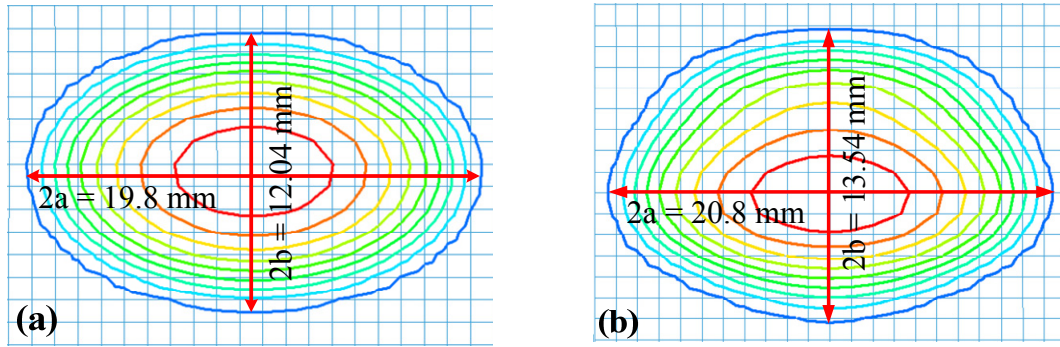 2a = 19.8 mm
2b = 12.04 mm
(a)
2a = 20.8 mm
2b = 13.54 mm
(b)